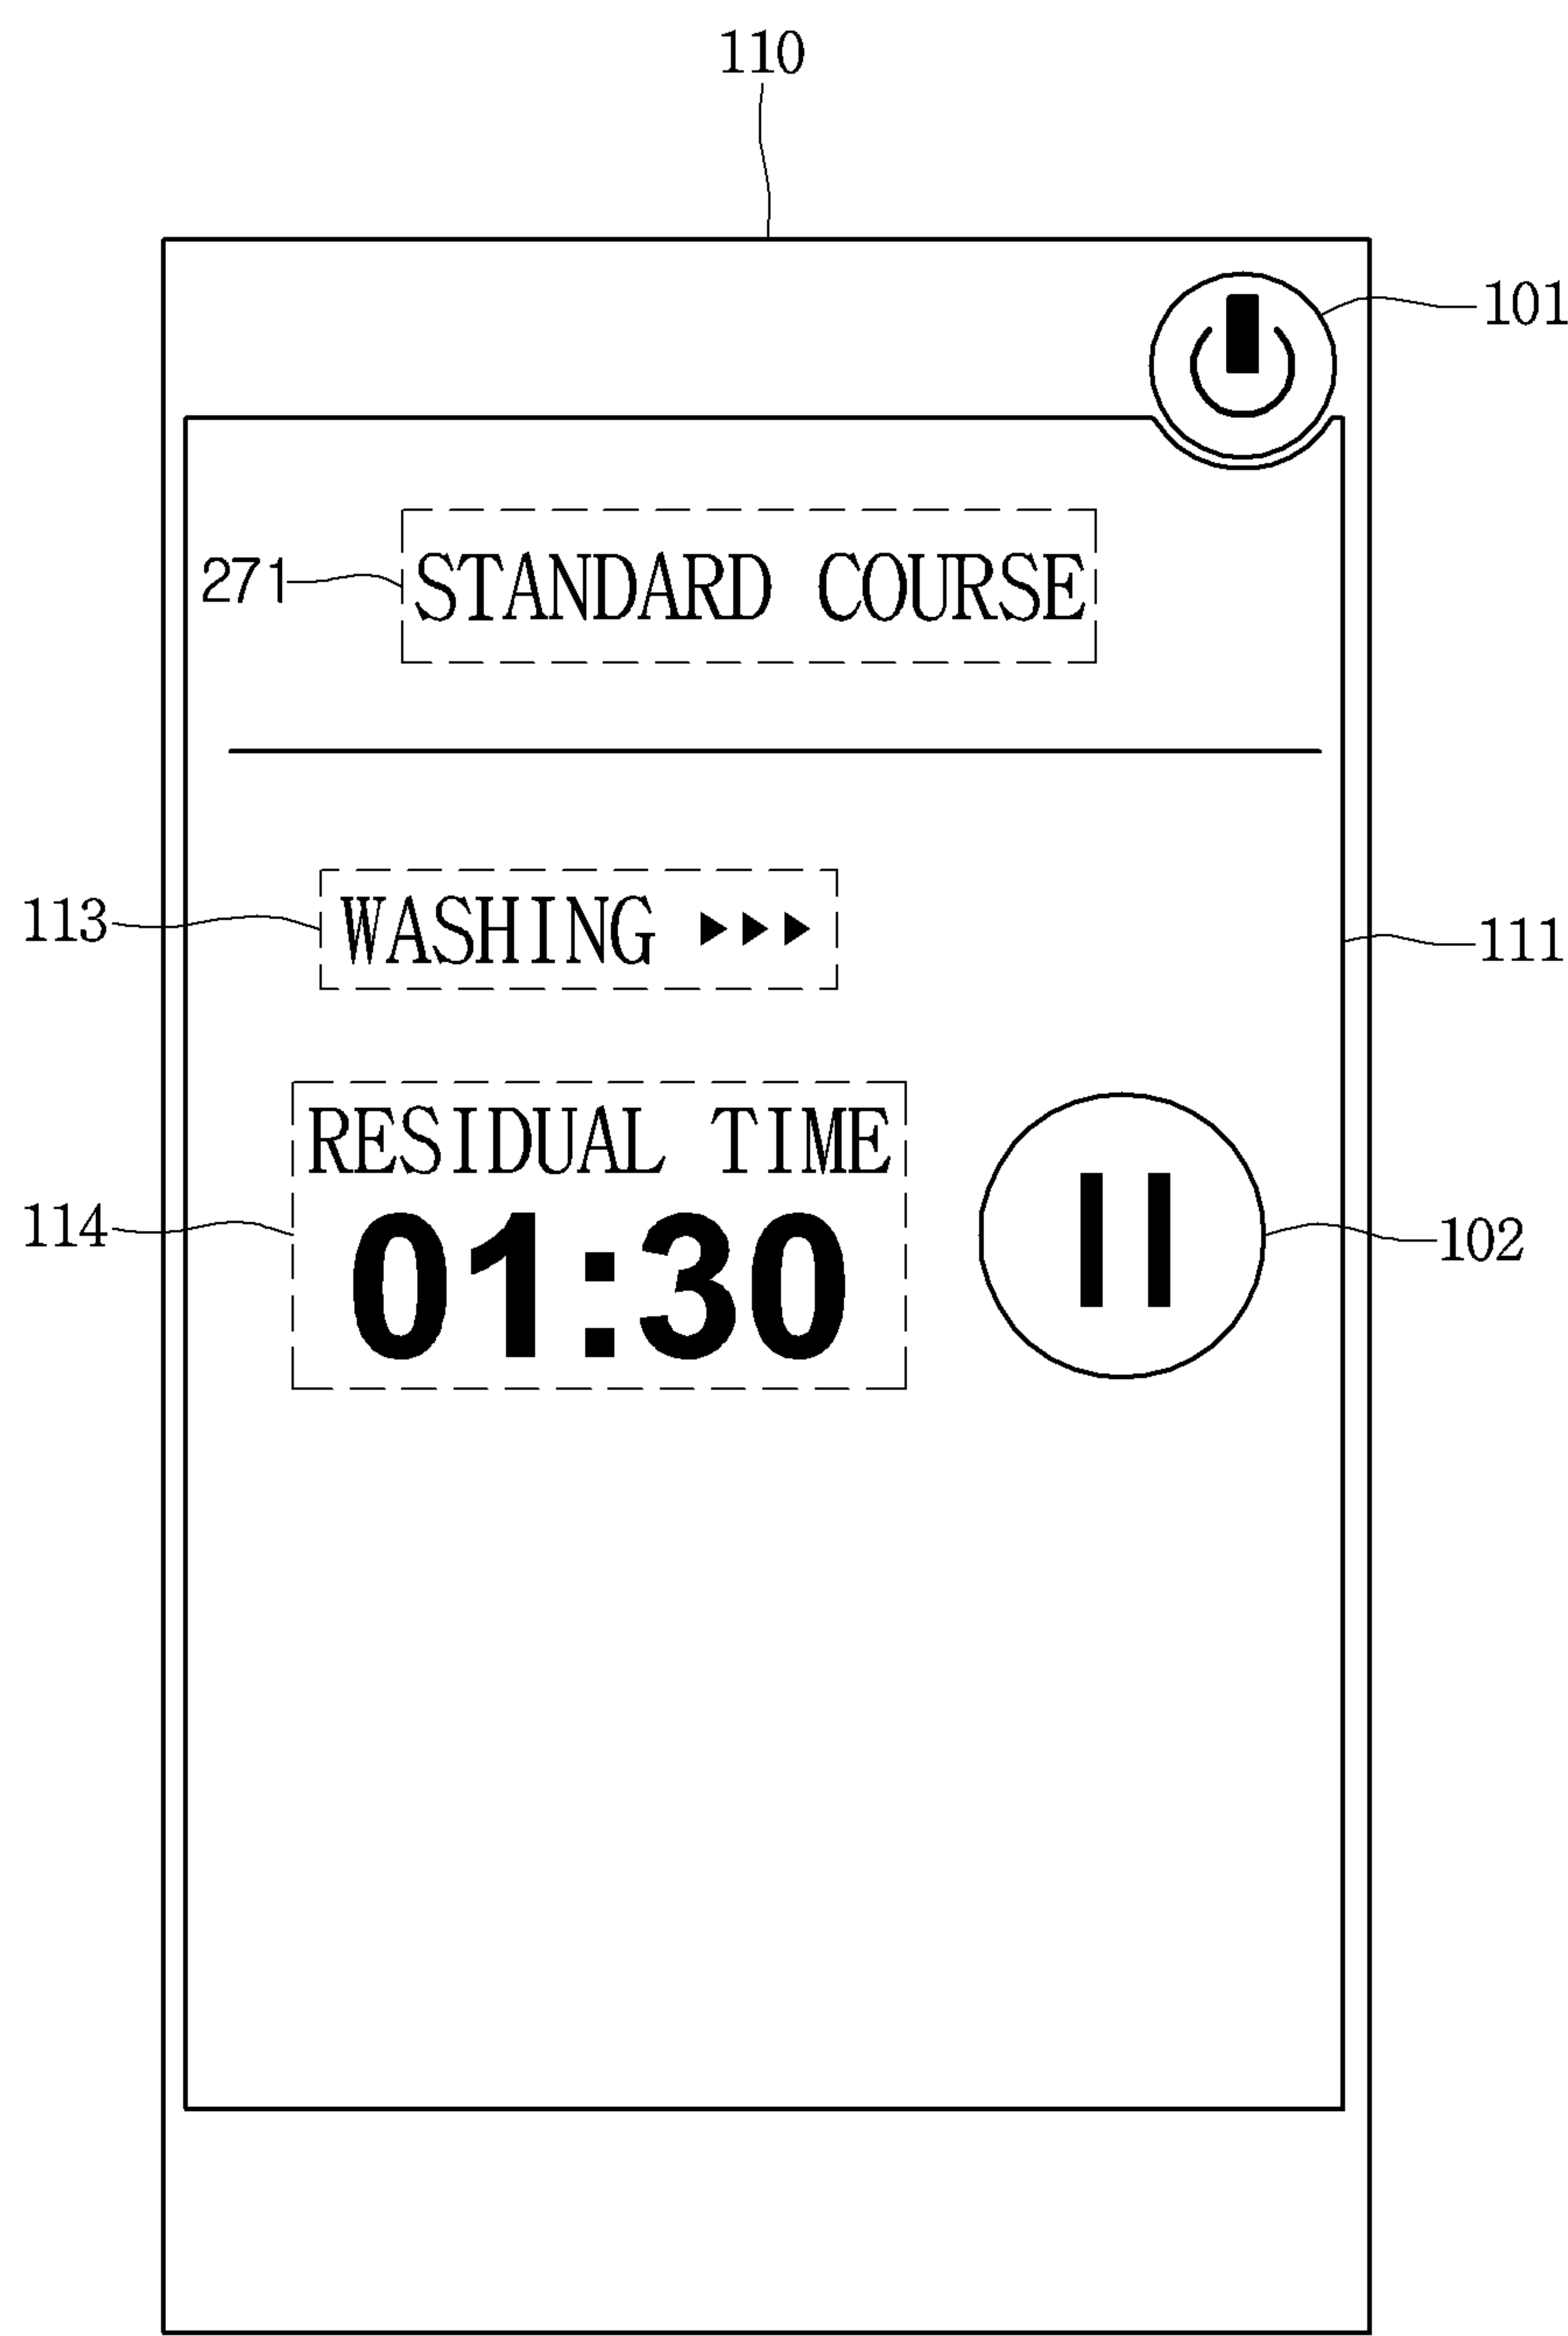 110
101
271 STANDARD COURSE
113 WASHING ▶▶▶ 111
RESIDUAL TIME
114 01:30 102